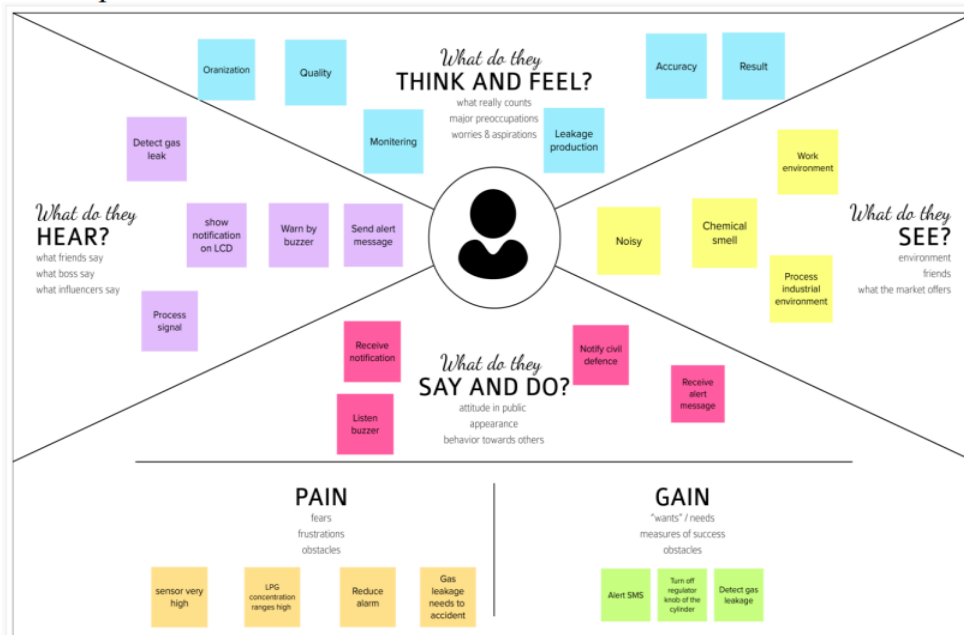 What do they
THINK AND FEEL?
what really counts
major preoccupations
worries & aspirations
Oranization
Quality
Monitering
Accuracy
Result
Leakage
production
What do they
HEAR?
what friends say
what boss say
what influencers say
Detect gas
leak
show
notification
on LCD
Warn by
buzzer
Send alert
message
Process
signal
What do they
SEE?
environment
friends
what the market offers
Work
environment
Noisy
Chemical
smell
Process
industrial
environment
What do they
SAY AND DO?
attitude in public
appearance
behavior towards others
Receive
notification
Listen
buzzer
Notify civil
defence
Receive
alert
message
PAIN
fears
frustrations
obstacles
sensor very
high
LPG
concentration
ranges high
Reduce
alarm
Gas
leakage
needs to
accident
GAIN
"wants" / needs
measures of success
obstacles
Alert SMS
Turn off
regulator
knob of the
cylinder
Detect gas
leakage